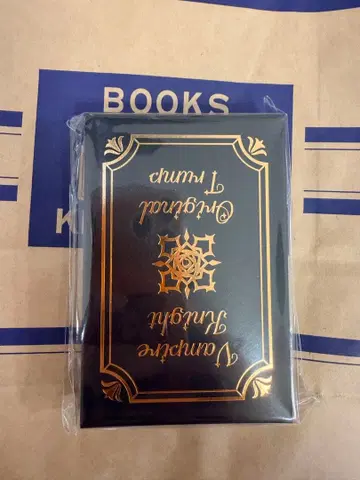 BOOKS
K
Vampire
Knight
Original
Trump